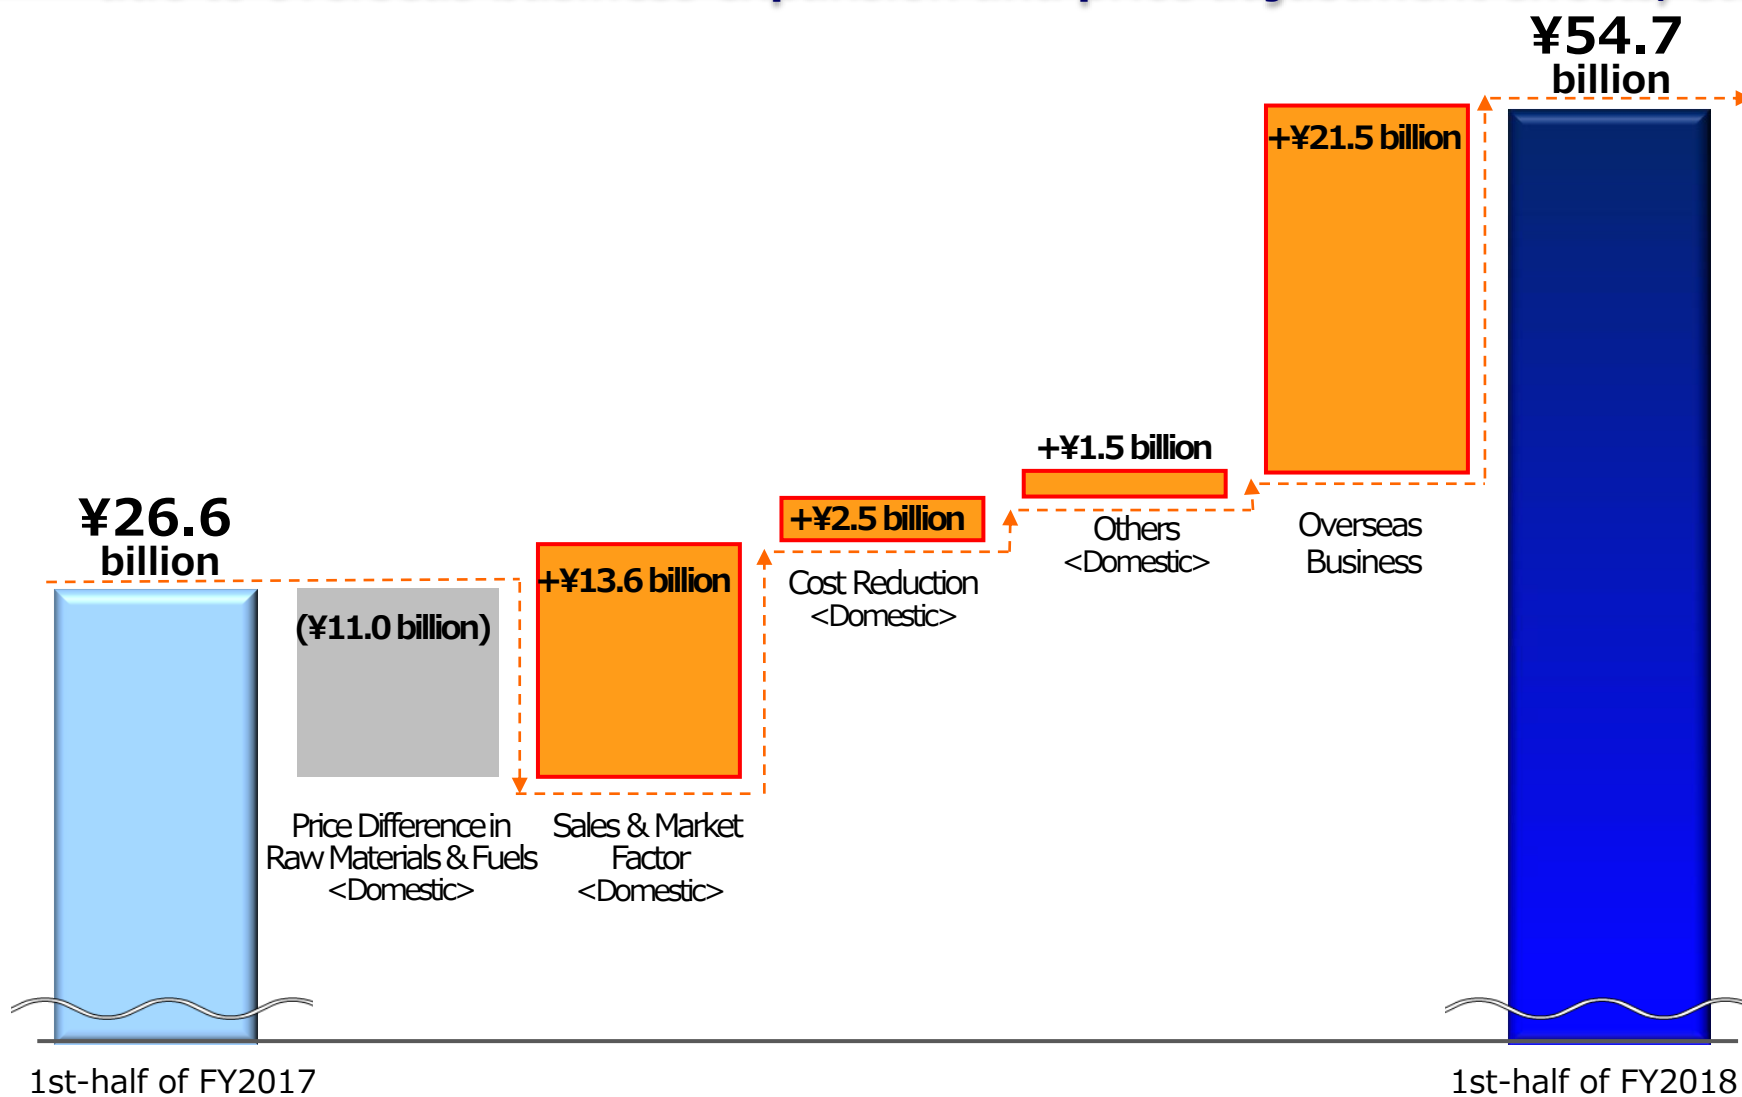 ¥54.7
billion
+¥21.5 billion
+¥1.5 billion
¥26.6
billion
+¥2.5 billion
Others
<Domestic>
Overseas
Business
+¥13.6 billion
Cost Reduction
<Domestic>
(¥11.0 billion)
Price Difference in
Raw Materials & Fuels
<Domestic>
Sales & Market
Factor
<Domestic>
1st-half of FY2017
1st-half of FY2018